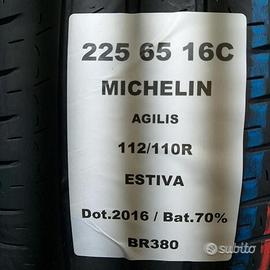 225 65 16C
MICHELIN
AGILIS
112/110R
ESTIVA
Dot.2016 / Bat.70%
BR380
subito